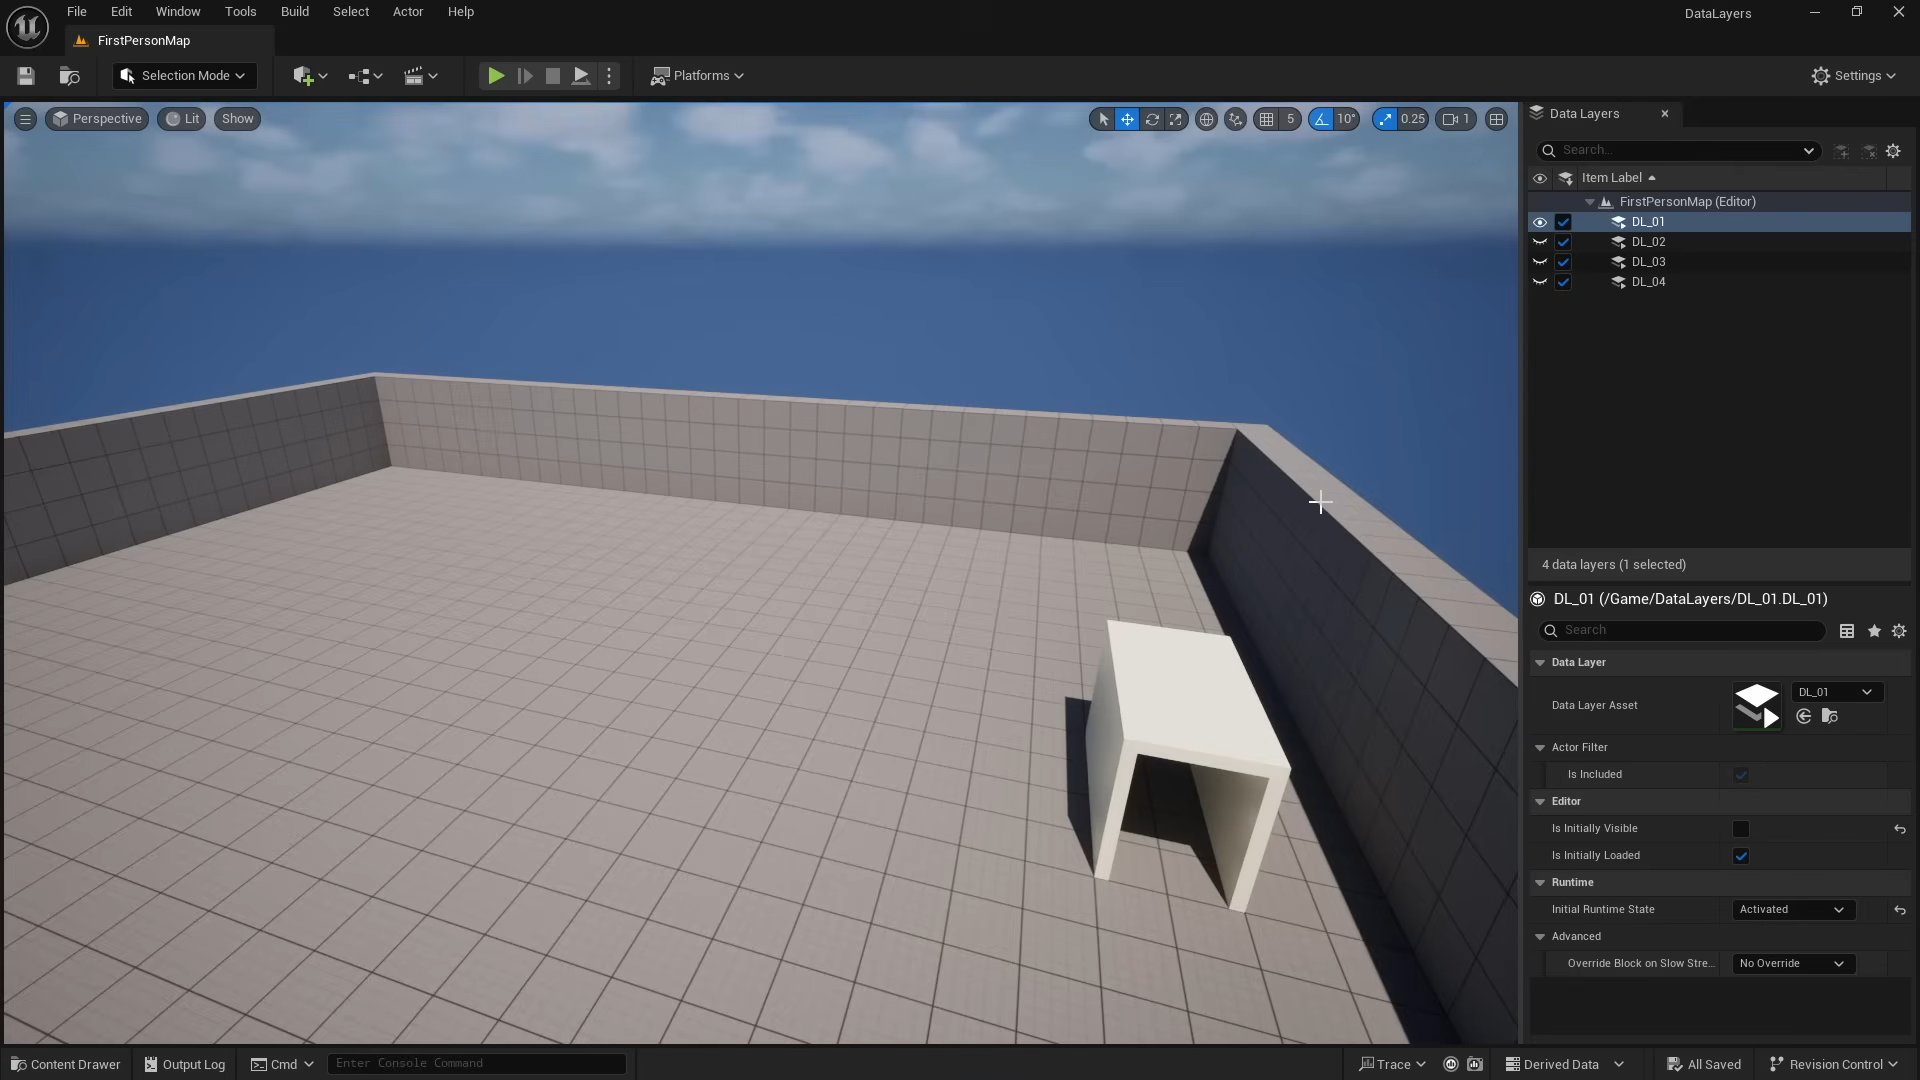 File Edit Window Tools Build Select Actor Help
DataLayers
FirstPersonMap
Selection Mode
Platforms
Settings
Perspective Lit Show
5 10° 0.25 1
Data Layers
Search...
Item Label
FirstPersonMap (Editor)
DL_01
DL_02
DL_03
DL_04
4 data layers (1 selected)
DL_01 (/Game/DataLayers/DL_01.DL_01)
Search
Data Layer
Data Layer Asset DL_01
Actor Filter
Is Included
Editor
Is Initially Visible
Is Initially Loaded
Runtime
Initial Runtime State Activated
Advanced
Override Block on Slow Stre... No Override
Content Drawer Output Log Cmd Enter Console Command Trace Derived Data All Saved Revision Control